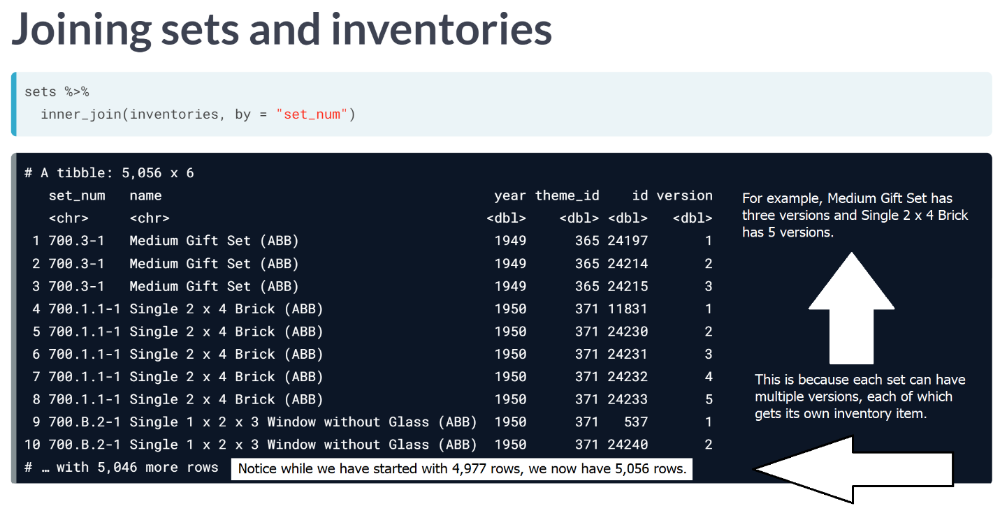 Joining sets and inventories
sets %>%
  inner_join(inventories, by = "set_num")
# A tibble: 5,056 x 6
   set_num   name                                       year theme_id    id version
   <chr>     <chr>                                     <dbl>    <dbl> <dbl>   <dbl>
 1 700.3-1   Medium Gift Set (ABB)                      1949      365 24197       1
 2 700.3-1   Medium Gift Set (ABB)                      1949      365 24214       2
 3 700.3-1   Medium Gift Set (ABB)                      1949      365 24215       3
 4 700.1.1-1 Single 2 x 4 Brick (ABB)                   1950      371 11831       1
 5 700.1.1-1 Single 2 x 4 Brick (ABB)                   1950      371 24230       2
 6 700.1.1-1 Single 2 x 4 Brick (ABB)                   1950      371 24231       3
 7 700.1.1-1 Single 2 x 4 Brick (ABB)                   1950      371 24232       4
 8 700.1.1-1 Single 2 x 4 Brick (ABB)                   1950      371 24233       5
 9 700.B.2-1 Single 1 x 2 x 3 Window without Glass (ABB)  1950      371   537       1
10 700.B.2-1 Single 1 x 2 x 3 Window without Glass (ABB)  1950      371 24240       2
# … with 5,046 more rows
Notice while we have started with 4,977 rows, we now have 5,056 rows.
This is because each set can have
multiple versions, each of which
gets its own inventory item.
For example, Medium Gift Set has
three versions and Single 2 x 4 Brick
has 5 versions.